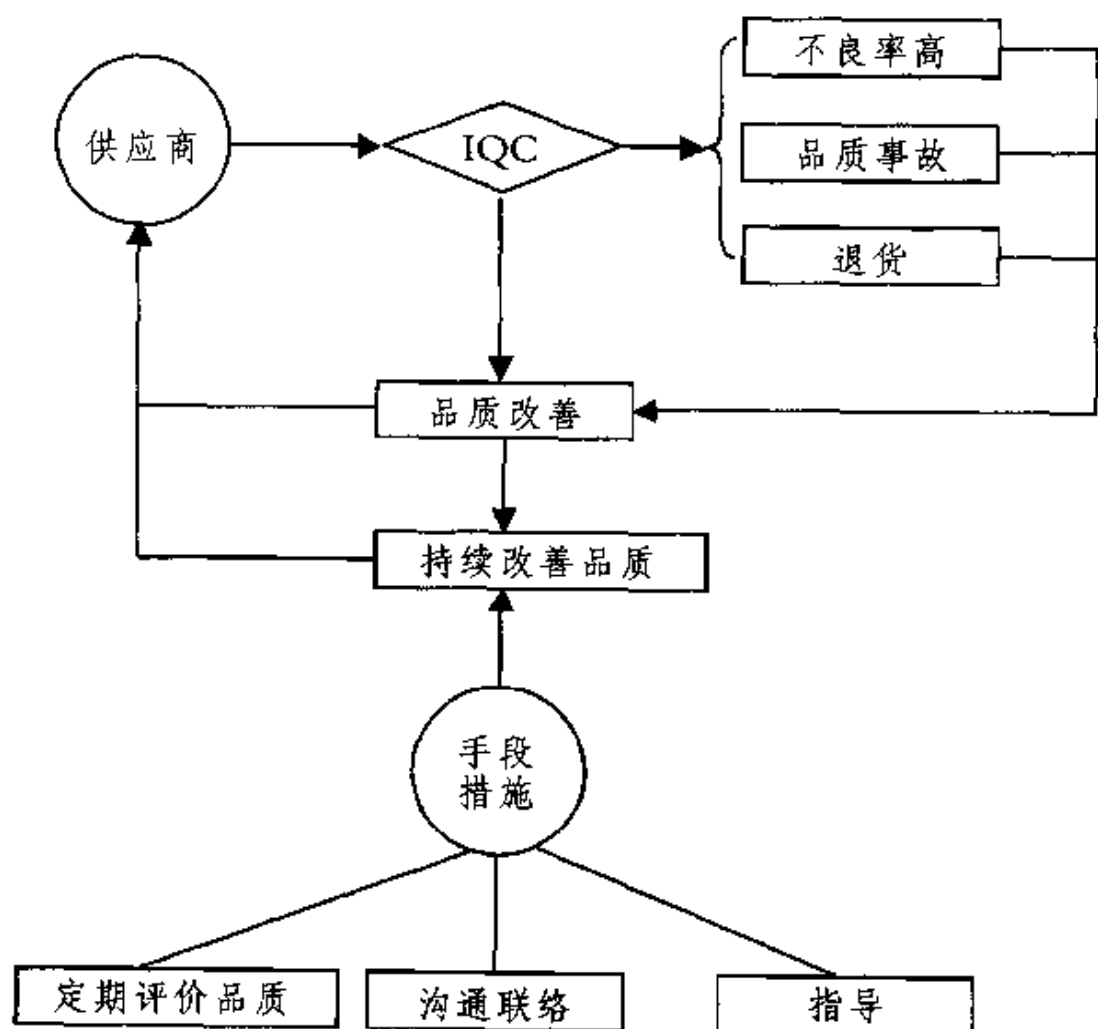 不良率高
供应商
IQC
品质事故
退货
品质改善
持续改善品质
手段
措施
定期评价品质
沟通联络
指导